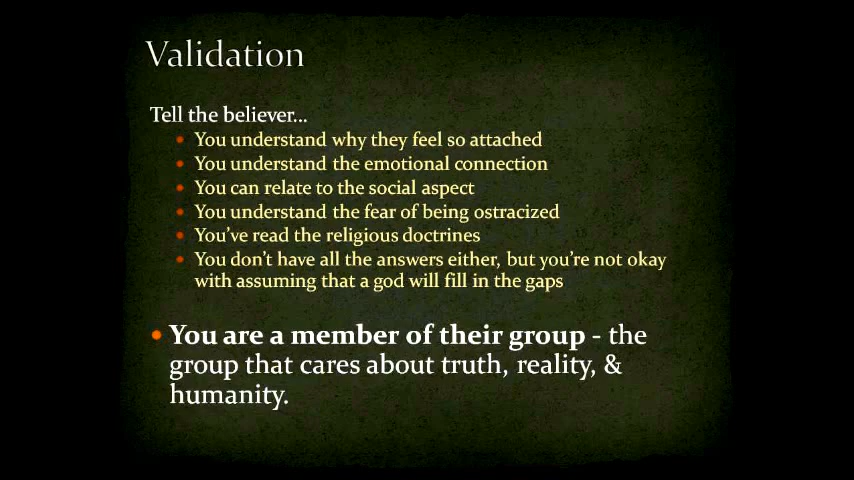 Validation
Tell the believer...
You understand why they feel so attached
You understand the emotional connection
You can relate to the social aspect
You understand the fear of being ostracized
You've read the religious doctrines
You don't have all the answers either, but you're not okay
with assuming that a god will fill in the gaps
You are a member of their group - the
group that cares about truth, reality, &
humanity.